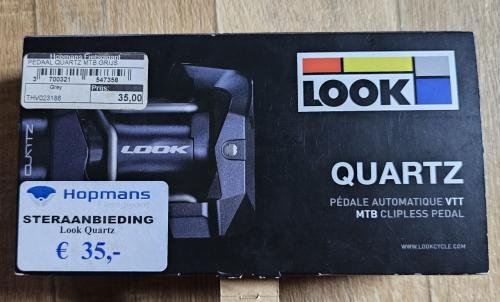 Hopmans Fietsgigant
PEDAAL QUARTZ MTB GRIJS
3 700321 547358
Grey
Prijs:
THV023186
35,00
QUARTZ
LOOK
Hopmans
STERAANBIEDING
Look Quartz
€ 35,-
LOOK
QUARTZ
PÉDALE AUTOMATIQUE VTT
MTB CLIPLESS PEDAL
WWW.LOOKCYCLE.COM